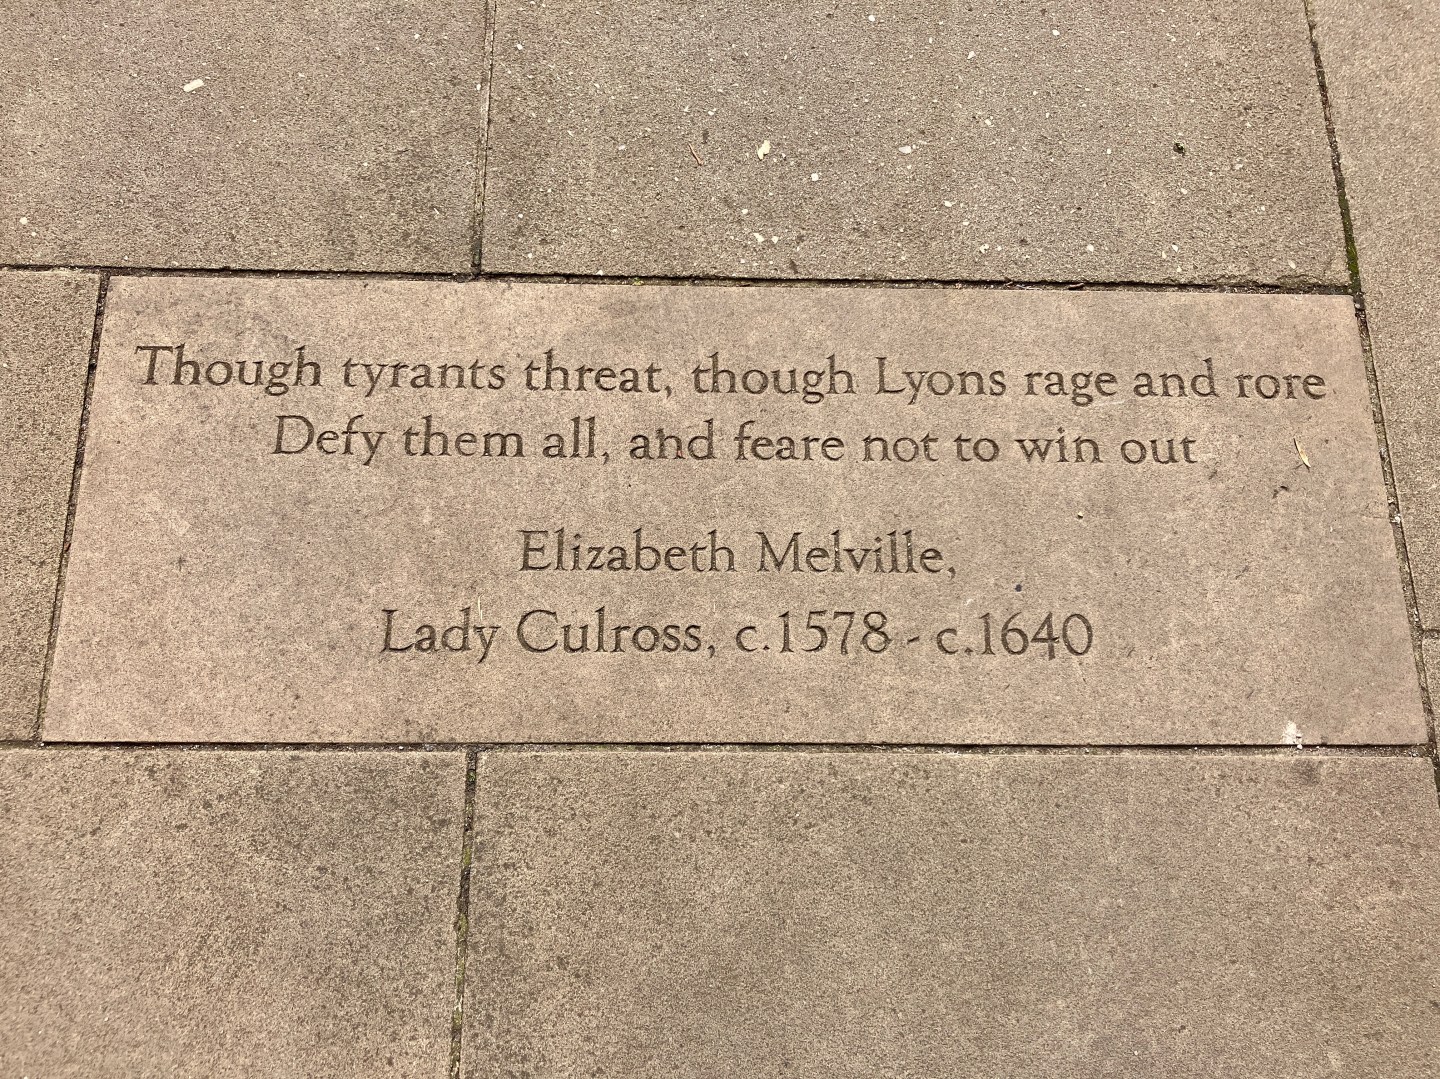 Though tyrants threat, though Lyons rage and rore
Defy them all, and feare not to win out
Elizabeth Melville,
Lady Culross, c.1578 - c.1640